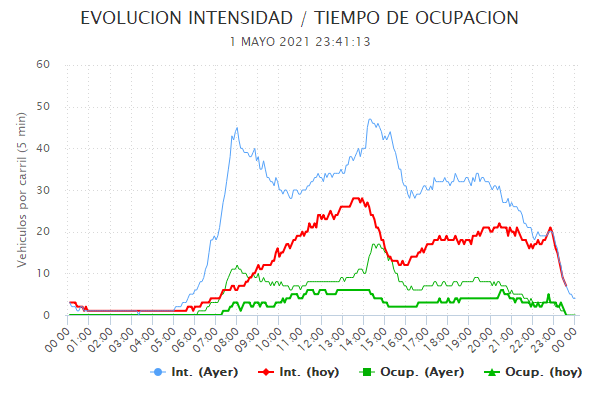 EVOLUCION INTENSIDAD / TIEMPO DE OCUPACION
1 MAYO 2021 23:41:13
Vehiculos por carril (5 min)
60
50
40
30
20
10
0
00:00 01:00 02:00 03:00 04:00 05:00 06:00 07:00 08:00 09:00 10:00 11:00 12:00 13:00 14:00 15:00 16:00 17:00 18:00 19:00 20:00 21:00 22:00 23:00 00:00
Int. (Ayer) Int. (hoy) Ocup. (Ayer) Ocup. (hoy)